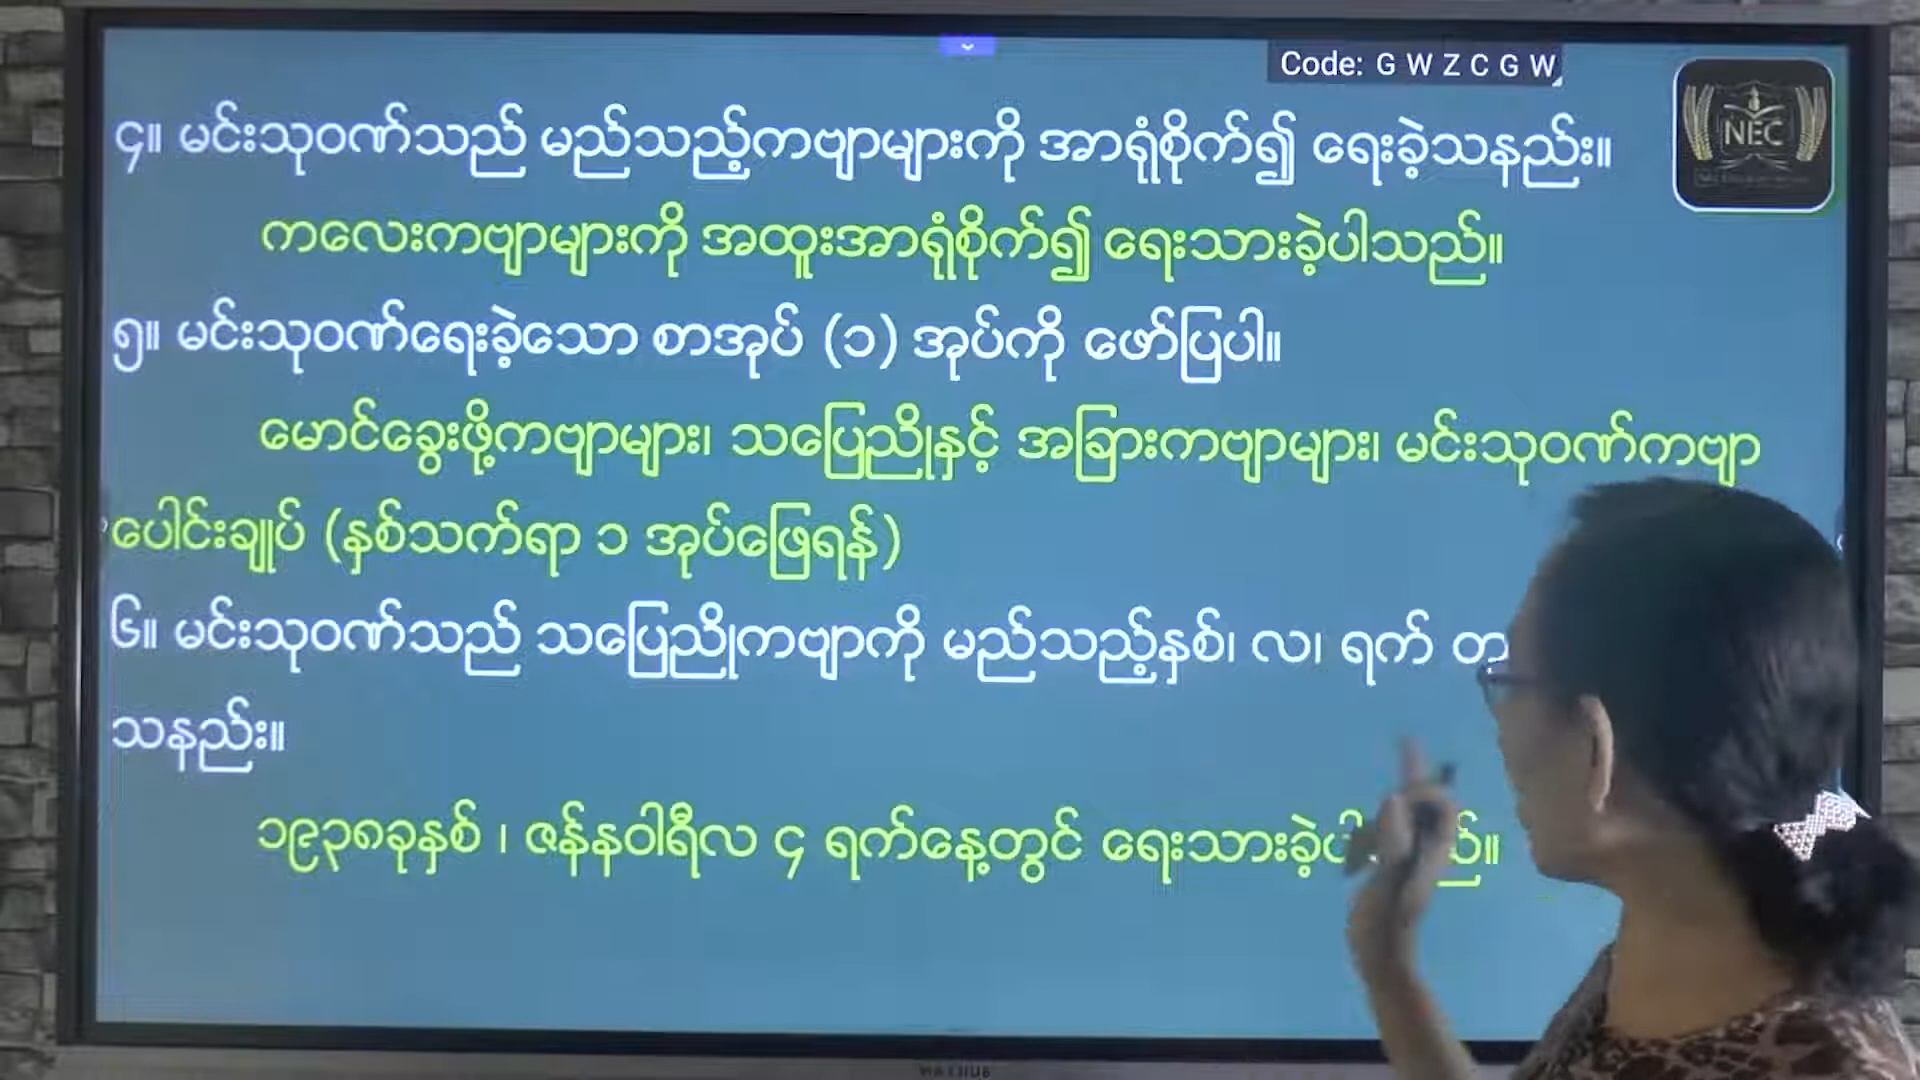 Code: G W Z C G W
NEC
၄။ မင်းသုဝဏ်သည် မည်သည့်ကဗျာများကို အာရုံစိုက်၍ ရေးခဲ့သနည်း။
ကလေးကဗျာများကို အထူးအာရုံစိုက်၍ ရေးသားခဲ့ပါသည်။
၅။ မင်းသုဝဏ်ရေးခဲ့သော စာအုပ် (၁) အုပ်ကို ဖော်ပြပါ။
မောင်ခွေးဖို့ကဗျာများ၊ သပြေညိုနှင့် အခြားကဗျာများ၊ မင်းသုဝဏ်ကဗျာ
ပေါင်းချုပ် (နှစ်သက်ရာ ၁ အုပ်ဖြေရန်)
၆။ မင်းသုဝဏ်သည် သပြေညိုကဗျာကို မည်သည့်နှစ်၊ လ၊ ရက်
သနည်း။
၁၉၃၈ခုနှစ် ၊ ဇန်နဝါရီလ ၄ ရက်နေ့တွင်